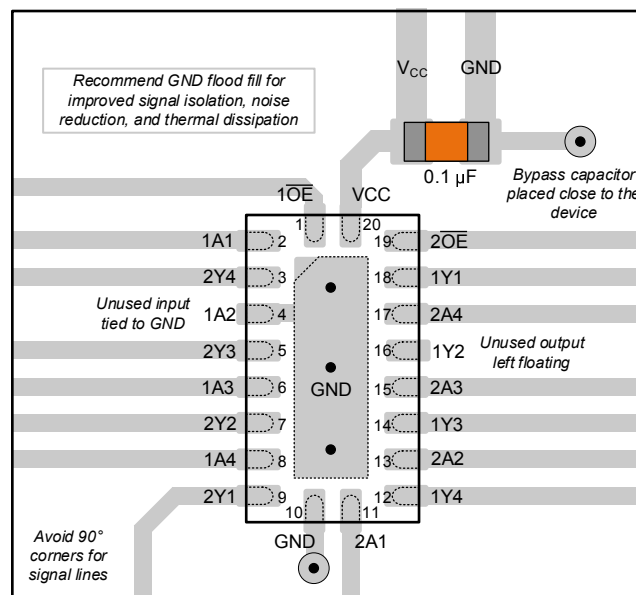 V_CC GND
Recommend GND flood fill for
improved signal isolation, noise
reduction, and thermal dissipation
0.1 µF
Bypass capacitor
placed close to the
device
1O̅E̅ VCC
1 20
1A1 2 19 2O̅E̅
2Y4 3 18 1Y1
Unused input
tied to GND
1A2 4 17 2A4
2Y3 5 16 1Y2
Unused output
left floating
1A3 6 GND 15 2A3
2Y2 7 14 1Y3
1A4 8 13 2A2
2Y1 9 12 1Y4
10 11
GND 2A1
Avoid 90°
corners for
signal lines